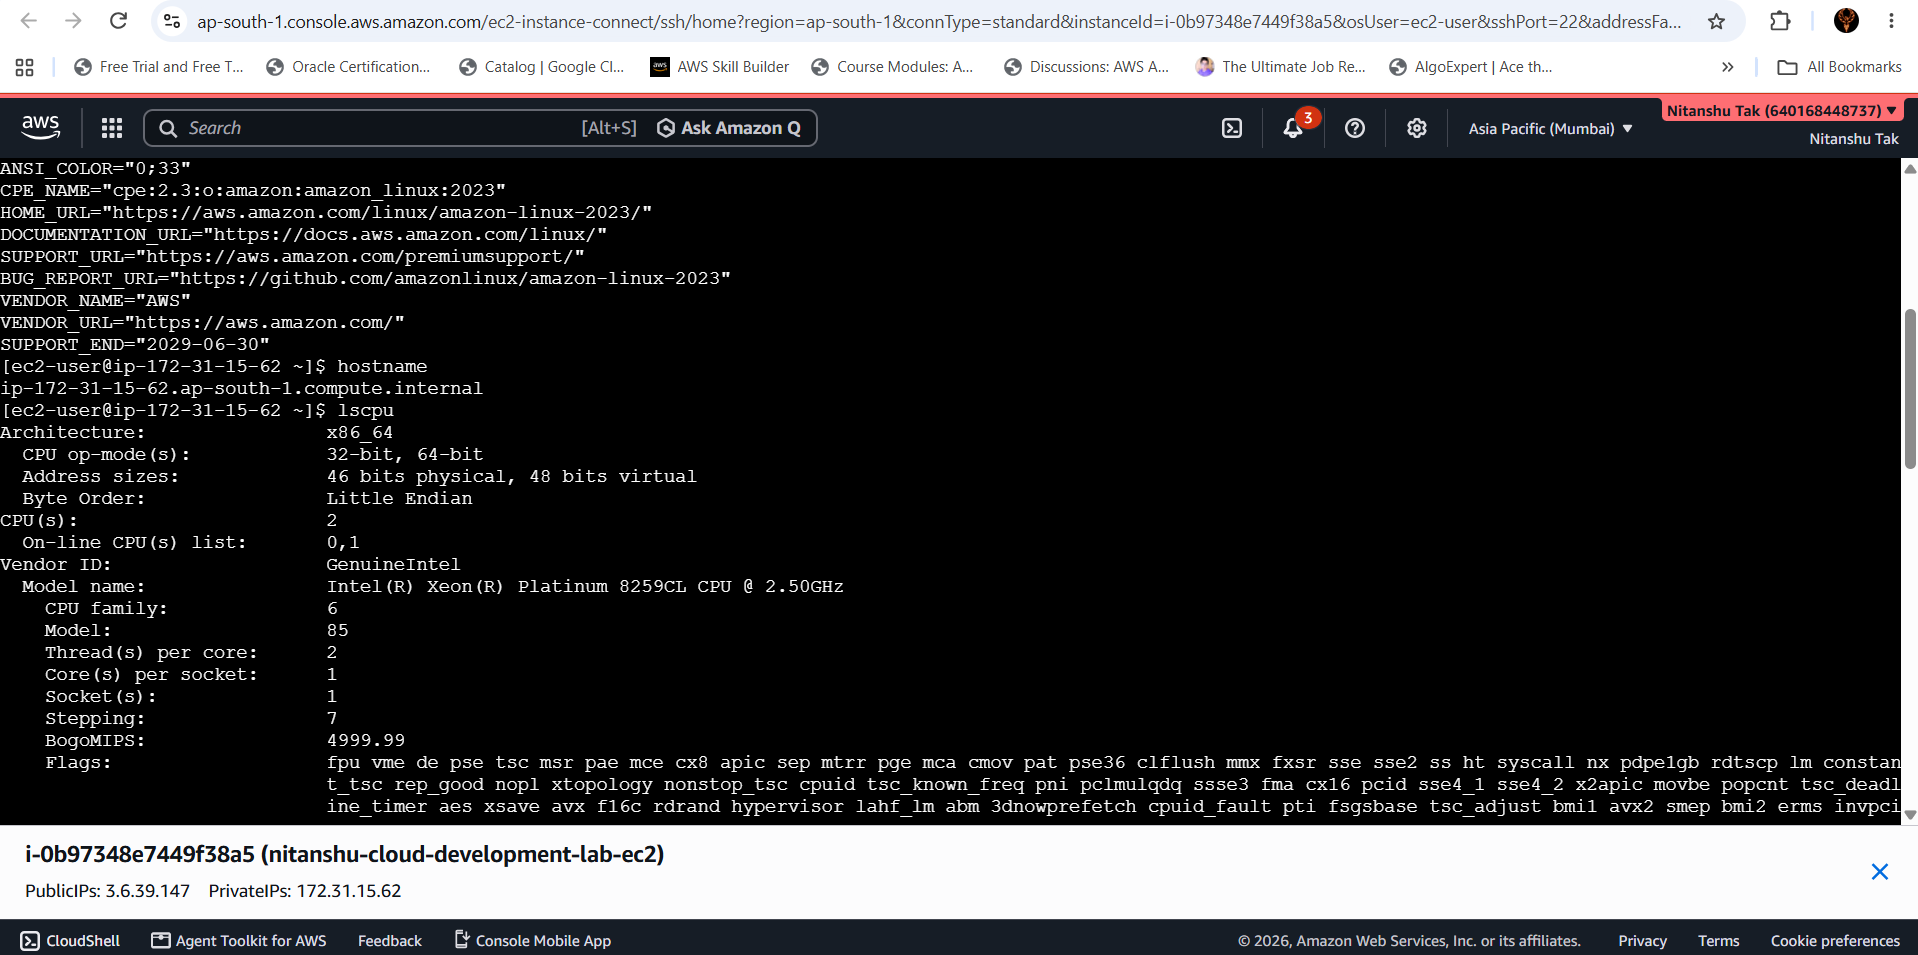 ap-south-1.console.aws.amazon.com/ec2-instance-connect/ssh/home?region=ap-south-1&connType=standard&instanceId=i-0b97348e7449f38a5&osUser=ec2-user&sshPort=22&addressFa...
Free Trial and Free T... Oracle Certification... Catalog | Google Cl... aws AWS Skill Builder Course Modules: A... Discussions: AWS A... The Ultimate Job Re... AlgoExpert | Ace th... » All Bookmarks
aws Search [Alt+S] Ask Amazon Q 3 Asia Pacific (Mumbai) ▼ Nitanshu Tak (640168448737) ▼
Nitanshu Tak
ANSI_COLOR="0;33"
CPE_NAME="cpe:2.3:o:amazon:amazon_linux:2023"
HOME_URL="https://aws.amazon.com/linux/amazon-linux-2023/"
DOCUMENTATION_URL="https://docs.aws.amazon.com/linux/"
SUPPORT_URL="https://aws.amazon.com/premiumsupport/"
BUG_REPORT_URL="https://github.com/amazonlinux/amazon-linux-2023"
VENDOR_NAME="AWS"
VENDOR_URL="https://aws.amazon.com/"
SUPPORT_END="2029-06-30"
[ec2-user@ip-172-31-15-62 ~]$ hostname
ip-172-31-15-62.ap-south-1.compute.internal
[ec2-user@ip-172-31-15-62 ~]$ lscpu
Architecture: x86_64
CPU op-mode(s): 32-bit, 64-bit
Address sizes: 46 bits physical, 48 bits virtual
Byte Order: Little Endian
CPU(s): 2
On-line CPU(s) list: 0,1
Vendor ID: GenuineIntel
Model name: Intel(R) Xeon(R) Platinum 8259CL CPU @ 2.50GHz
CPU family: 6
Model: 85
Thread(s) per core: 2
Core(s) per socket: 1
Socket(s): 1
Stepping: 7
BogoMIPS: 4999.99
Flags: fpu vme de pse tsc msr pae mce cx8 apic sep mtrr pge mca cmov pat pse36 clflush mmx fxsr sse sse2 ss ht syscall nx pdpe1gb rdtscp lm constan
t_tsc rep_good nopl xtopology nonstop_tsc cpuid tsc_known_freq pni pclmulqdq ssse3 fma cx16 pcid sse4_1 sse4_2 x2apic movbe popcnt tsc_deadl
ine_timer aes xsave avx f16c rdrand hypervisor lahf_lm abm 3dnowprefetch cpuid_fault pti fsgsbase tsc_adjust bmi1 avx2 smep bmi2 erms invpci
i-0b97348e7449f38a5 (nitanshu-cloud-development-lab-ec2)
PublicIPs: 3.6.39.147 PrivateIPs: 172.31.15.62
CloudShell Agent Toolkit for AWS Feedback Console Mobile App © 2026, Amazon Web Services, Inc. or its affiliates. Privacy Terms Cookie preferences